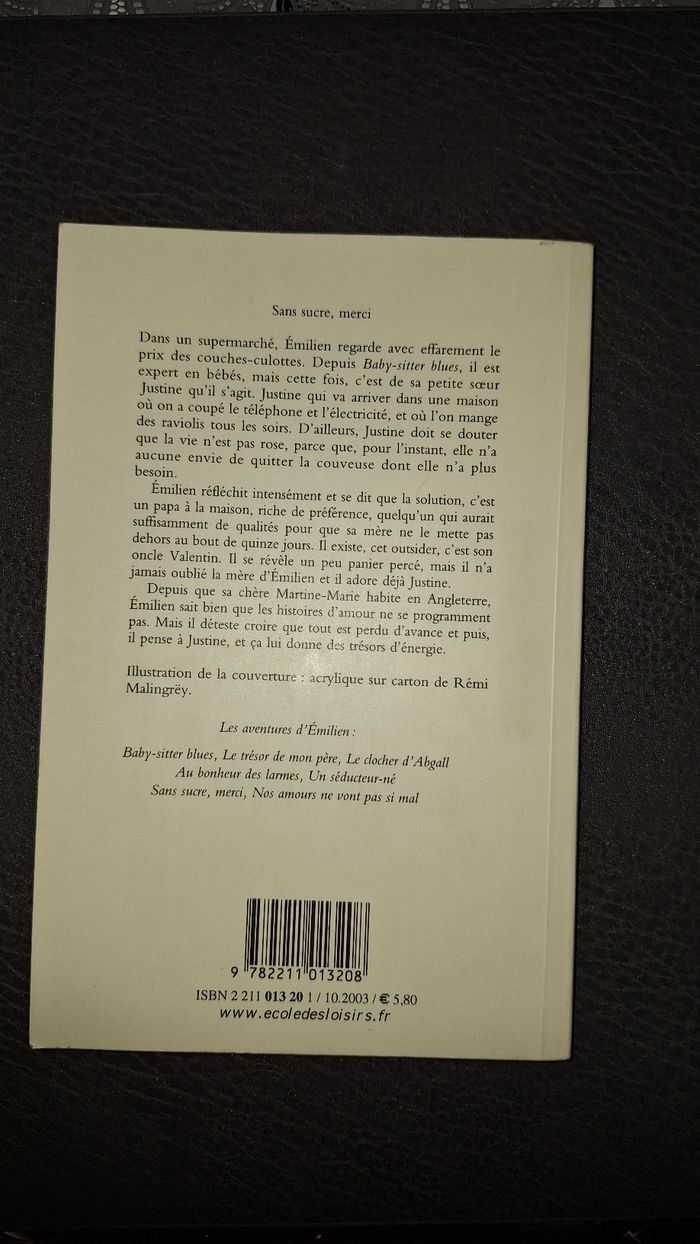 Sans sucre, merci
Dans un supermarché, Émilien regarde avec effarement le
prix des couches-culottes. Depuis Baby-sitter blues, il est
expert en bébés, mais cette fois, c'est de sa petite sœur
Justine qu'il s'agit. Justine qui va arriver dans une maison
où on a coupé le téléphone et l'électricité, et où l'on mange
des raviolis tous les soirs. D'ailleurs, Justine doit se douter
que la vie n'est pas rose, parce que, pour l'instant, elle n'a
aucune envie de quitter la couveuse dont elle n'a plus
besoin.
Émilien réfléchit intensément et se dit que la solution, c'est
un papa à la maison, riche de préférence, quelqu'un qui aurait
suffisamment de qualités pour que sa mère ne le mette pas
dehors au bout de quinze jours. Il existe, cet outsider, c'est son
oncle Valentin. Il se révèle un peu panier percé, mais il n'a
jamais oublié la mère d'Émilien et il adore déjà Justine.
Depuis que sa chère Martine-Marie habite en Angleterre,
Émilien sait bien que les histoires d'amour ne se programment
pas. Mais il déteste croire que tout est perdu d'avance et puis,
il pense à Justine, et ça lui donne des trésors d'énergie.
Illustration de la couverture : acrylique sur carton de Rémi
Malingrëy.
Les aventures d'Émilien :
Baby-sitter blues, Le trésor de mon père, Le clocher d'Abgall
Au bonheur des larmes, Un séducteur-né
Sans sucre, merci, Nos amours ne vont pas si mal
9 782211 013208
ISBN 2 211 013 20 1 / 10.2003 / € 5,80
www.ecoledesloisirs.fr